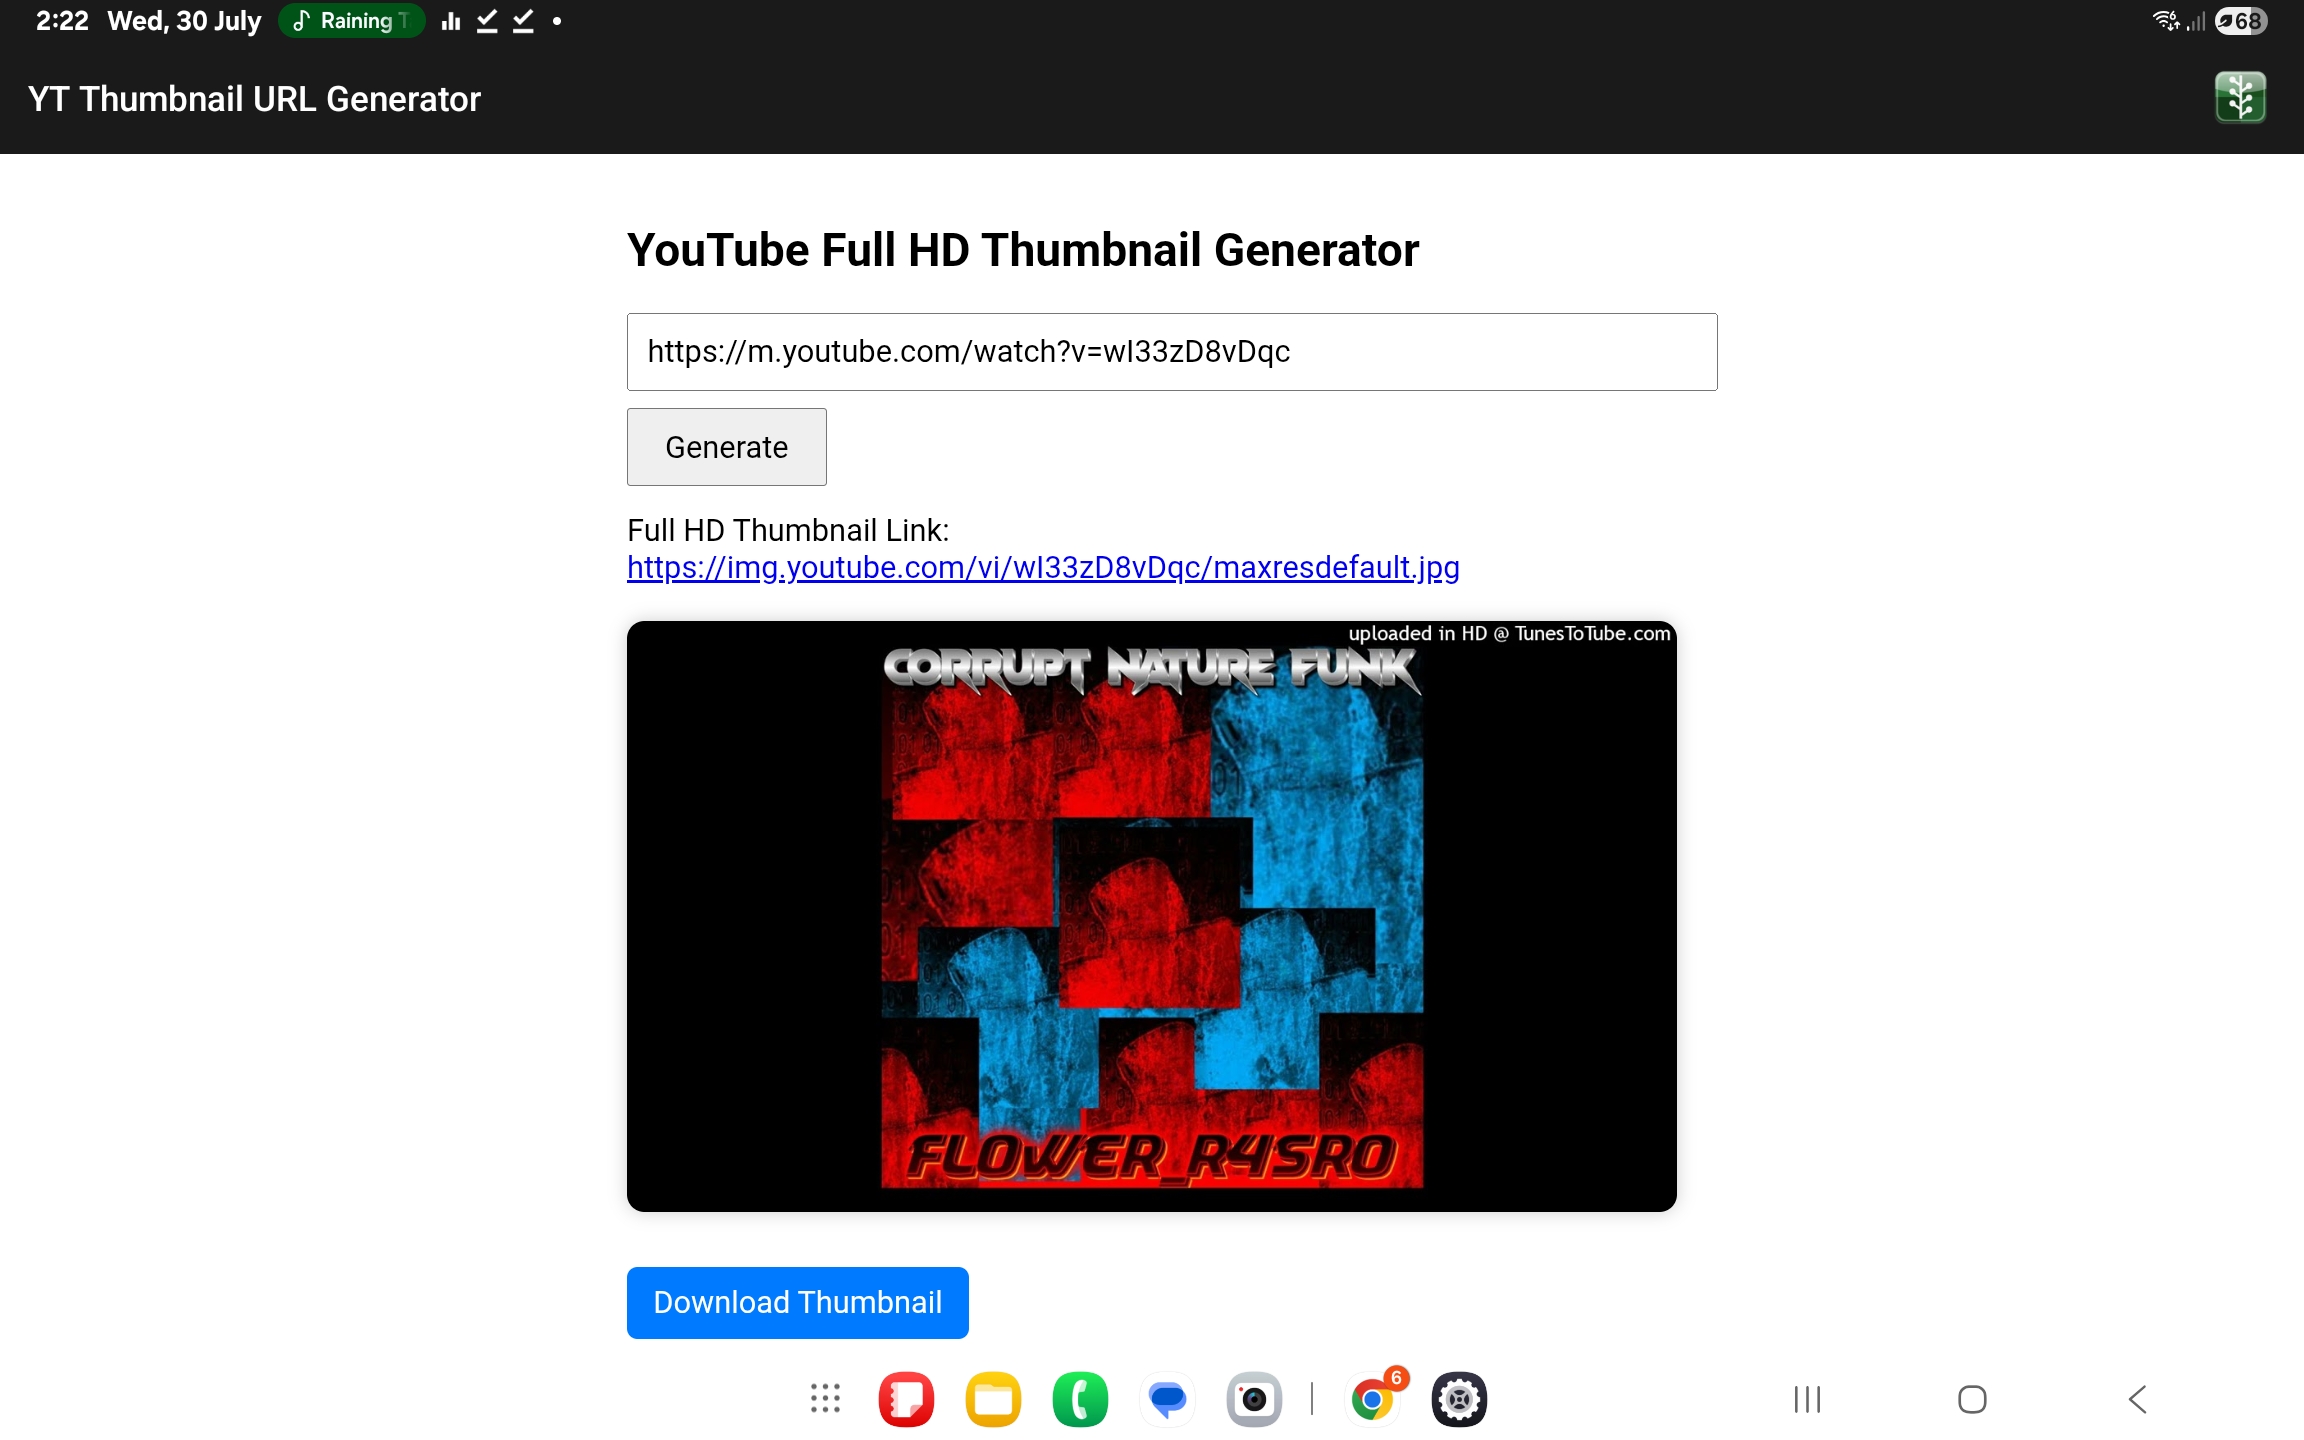 2:22 Wed, 30 July Raining T 68
YT Thumbnail URL Generator
YouTube Full HD Thumbnail Generator
https://m.youtube.com/watch?v=wI33zD8vDqc
Generate
Full HD Thumbnail Link:
https://img.youtube.com/vi/wI33zD8vDqc/maxresdefault.jpg
uploaded in HD @ TunesToTube.com
CORRUPT NATURE FUNK
FLOWER_R4SRO
Download Thumbnail
6